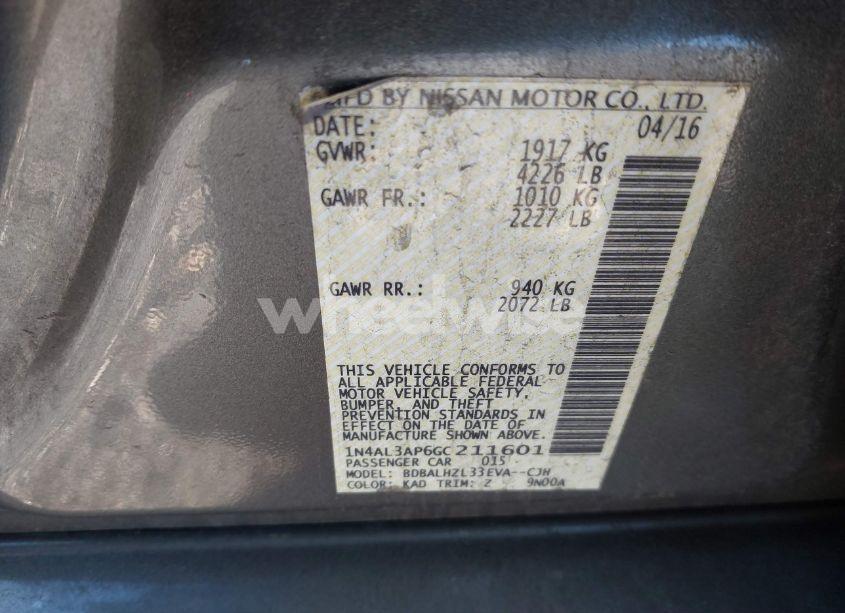 MFD BY NISSAN MOTOR CO., LTD.
DATE: 04/16
GVWR: 1917 KG
4226 LB
GAWR FR.: 1010 KG
2227 LB
GAWR RR.: 940 KG
2072 LB
wheelwise
THIS VEHICLE CONFORMS TO
ALL APPLICABLE FEDERAL
MOTOR VEHICLE SAFETY,
BUMPER, AND THEFT
PREVENTION STANDARDS IN
EFFECT ON THE DATE OF
MANUFACTURE SHOWN ABOVE.
1N4AL3AP6GC211601
PASSENGER CAR 015
MODEL: BDBALHZL33EVA--CJH
COLOR: KAD TRIM: Z 9N00A